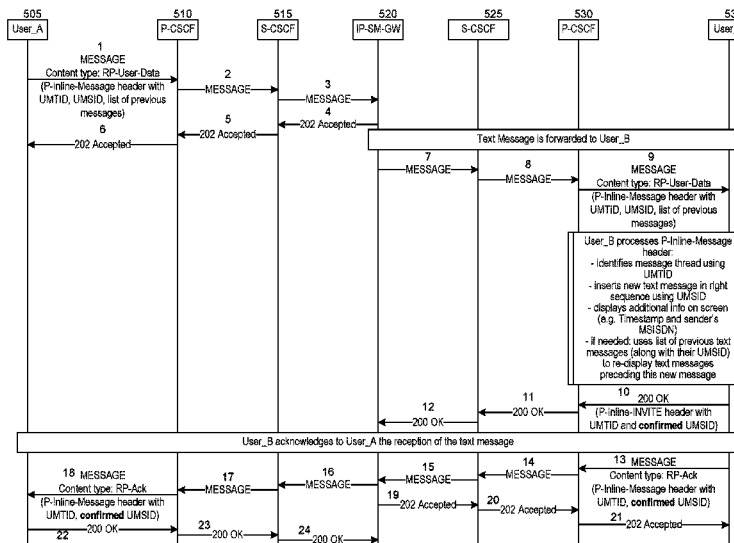 505 510 515 520 525 530 53
User_A P-CSCF S-CSCF IP-SM-GW S-CSCF P-CSCF User_
1
MESSAGE
Content type: RP-User-Data
(P-Inline-Message header with
UMTID, UMSID, list of previous
messages)
2
MESSAGE
3
MESSAGE
4
202 Accepted
5
202 Accepted
6
202 Accepted
Text Message is forwarded to User_B
7
MESSAGE
8
MESSAGE
9
MESSAGE
Content type: RP-User-Data
(P-Inline-Message header with
UMTID, UMSID, list of previous
messages)
User_B processes P-Inline-Message
header:
- identifies message thread using
UMTID
- inserts new text message in right
sequence using UMSID
- displays additional info on screen
(e.g. Timestamp and sender's
MSISDN)
- if needed: uses list of previous text
messages (along with their UMSID)
to re-display text messages
preceding this new message
10
200 OK
(P-Inline-INVITE header with
UMTID and confirmed UMSID)
11
200 OK
12
200 OK
User_B acknowledges to User_A the reception of the text message
13 MESSAGE
Content type: RP-Ack
(P-Inline-Message header with
UMTID, confirmed UMSID)
14
MESSAGE
15
MESSAGE
16
MESSAGE
17
MESSAGE
18 MESSAGE
Content type: RP-Ack
(P-Inline-Message header with
UMTID, confirmed UMSID)
19
202 Accepted
20
202 Accepted
21
202 Accepted
22
200 OK
23
200 OK
24
200 OK